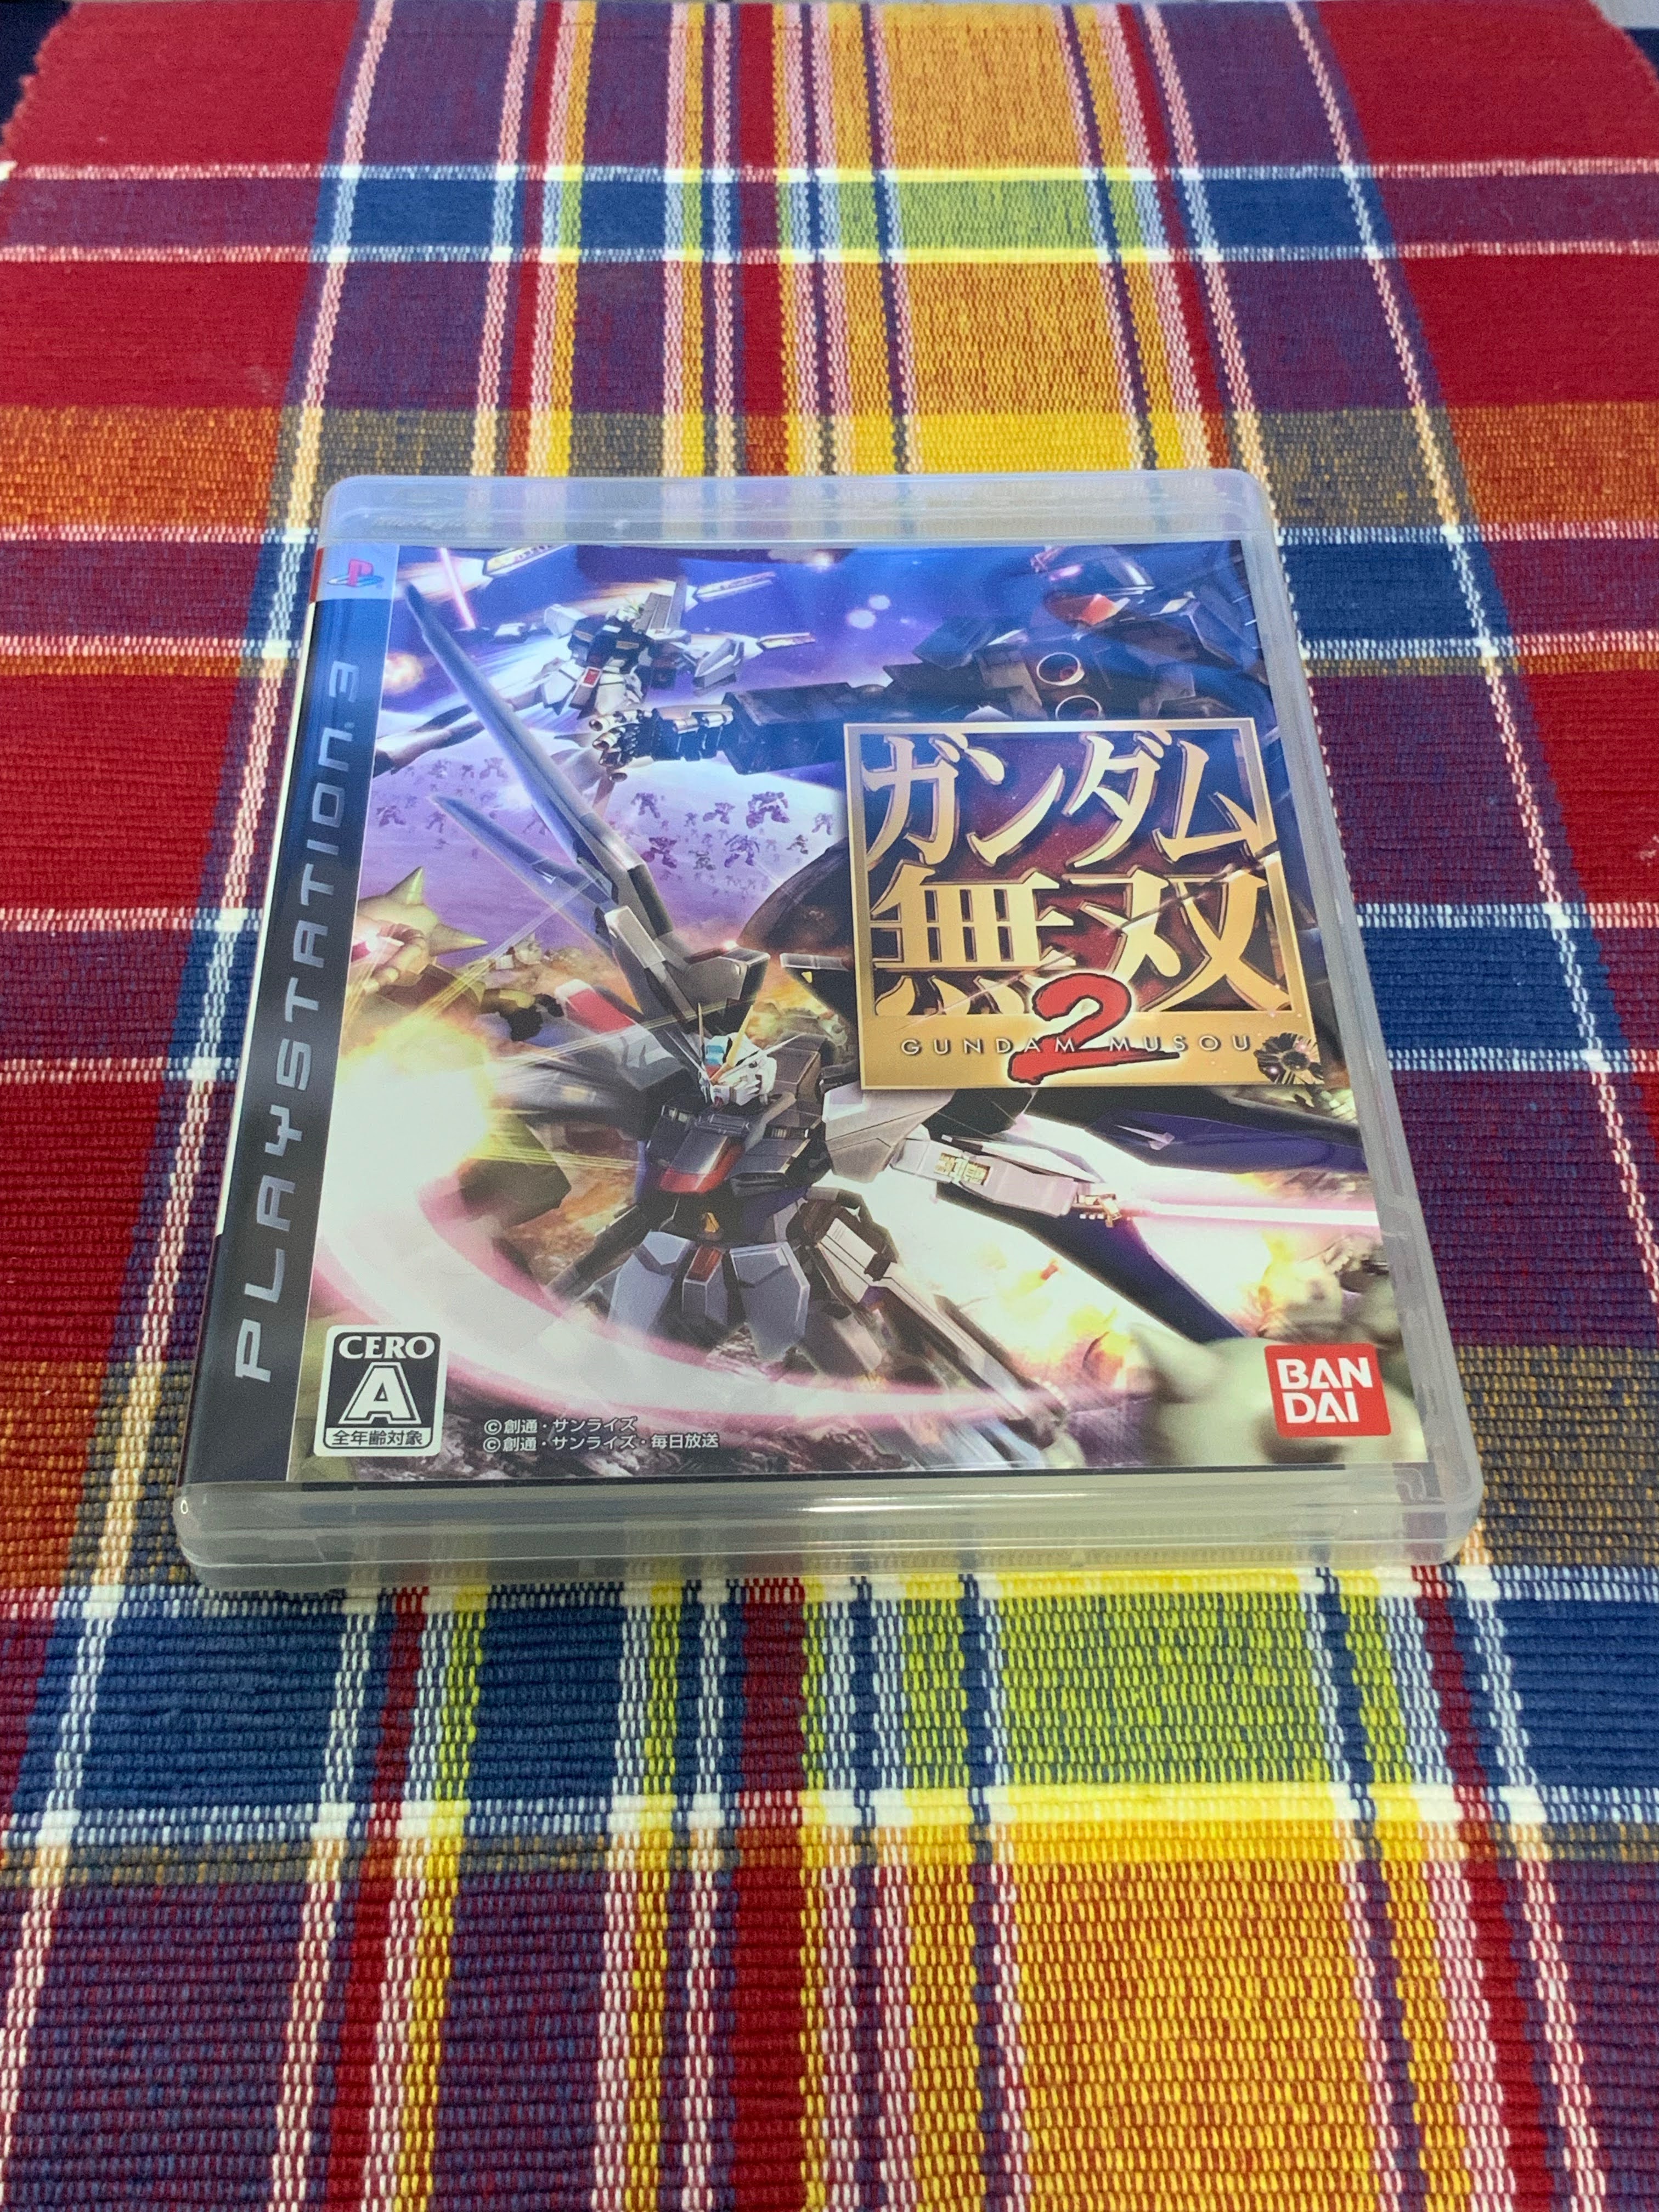 PLAYSTATION 3
ガンダム
無双
2
GUNDAM MUSOU
CERO
A
全年齢対象
©創通・サンライズ
©創通・サンライズ・毎日放送
BAN
DAI